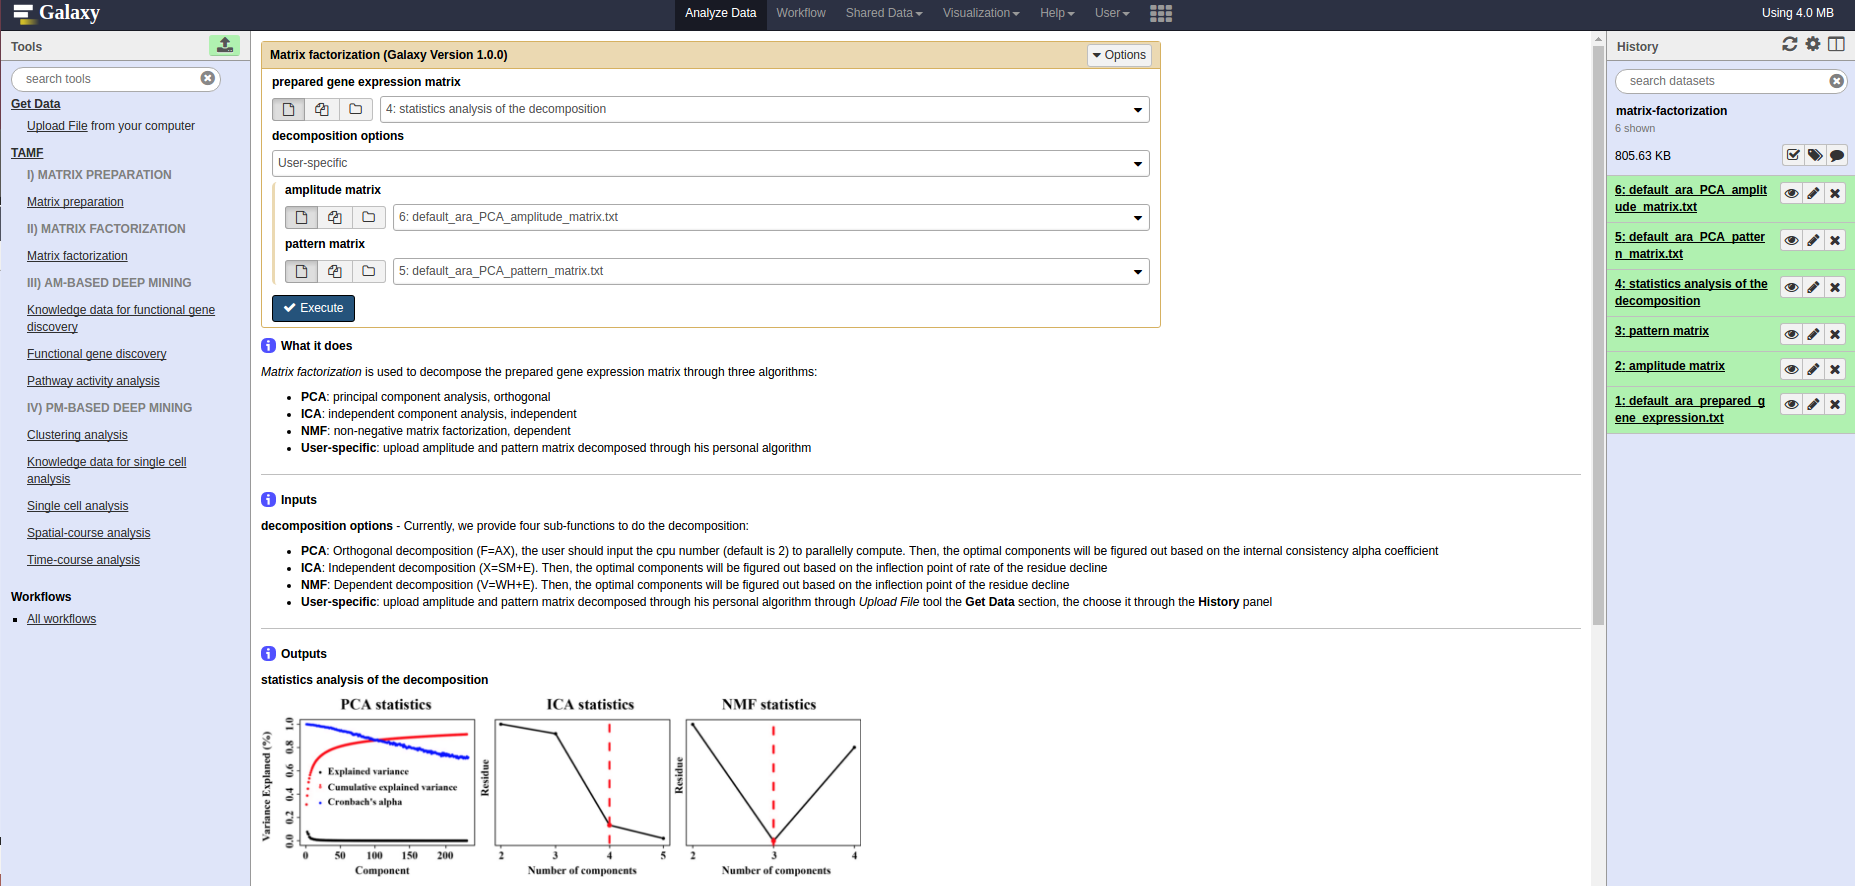 Galaxy
Analyze Data
Workflow
Shared Data
Visualization
Help
User
Using 4.0 MB
Tools
search tools
Get Data
Upload File from your computer
TAMF
I) MATRIX PREPARATION
Matrix preparation
II) MATRIX FACTORIZATION
Matrix factorization
III) AM-BASED DEEP MINING
Knowledge data for functional gene
discovery
Functional gene discovery
Pathway activity analysis
IV) PM-BASED DEEP MINING
Clustering analysis
Knowledge data for single cell
analysis
Single cell analysis
Spatial-course analysis
Time-course analysis
Workflows
All workflows
Matrix factorization (Galaxy Version 1.0.0)
Options
prepared gene expression matrix
4: statistics analysis of the decomposition
decomposition options
User-specific
amplitude matrix
6: default_ara_PCA_amplitude_matrix.txt
pattern matrix
5: default_ara_PCA_pattern_matrix.txt
Execute
What it does
Matrix factorization is used to decompose the prepared gene expression matrix through three algorithms:
• PCA: principal component analysis, orthogonal
• ICA: independent component analysis, independent
• NMF: non-negative matrix factorization, dependent
• User-specific: upload amplitude and pattern matrix decomposed through his personal algorithm
Inputs
decomposition options - Currently, we provide four sub-functions to do the decomposition:
• PCA: Orthogonal decomposition (F=AX), the user should input the cpu number (default is 2) to parallelly compute. Then, the optimal components will be figured out based on the internal consistency alpha coefficient
• ICA: Independent decomposition (X=SM+E). Then, the optimal components will be figured out based on the inflection point of rate of the residue decline
• NMF: Dependent decomposition (V=WH+E). Then, the optimal components will be figured out based on the inflection point of the residue decline
• User-specific: upload amplitude and pattern matrix decomposed through his personal algorithm through Upload File tool the Get Data section, the choose it through the History panel
Outputs
statistics analysis of the decomposition
PCA statistics
Variance Explaned (%)
1.0
0.8
0.6
0.4
0.2
0.0
Explained variance
Cumulative explained variance
Cronbach's alpha
0 50 100 150 200
Component
ICA statistics
Residue
2 3 4 5
Number of components
NMF statistics
Residue
2 3 4
Number of components
History
search datasets
matrix-factorization
6 shown
805.63 KB
6: default_ara_PCA_amplit
ude_matrix.txt
5: default_ara_PCA_patter
n_matrix.txt
4: statistics analysis of the
decomposition
3: pattern matrix
2: amplitude matrix
1: default_ara_prepared_g
ene_expression.txt